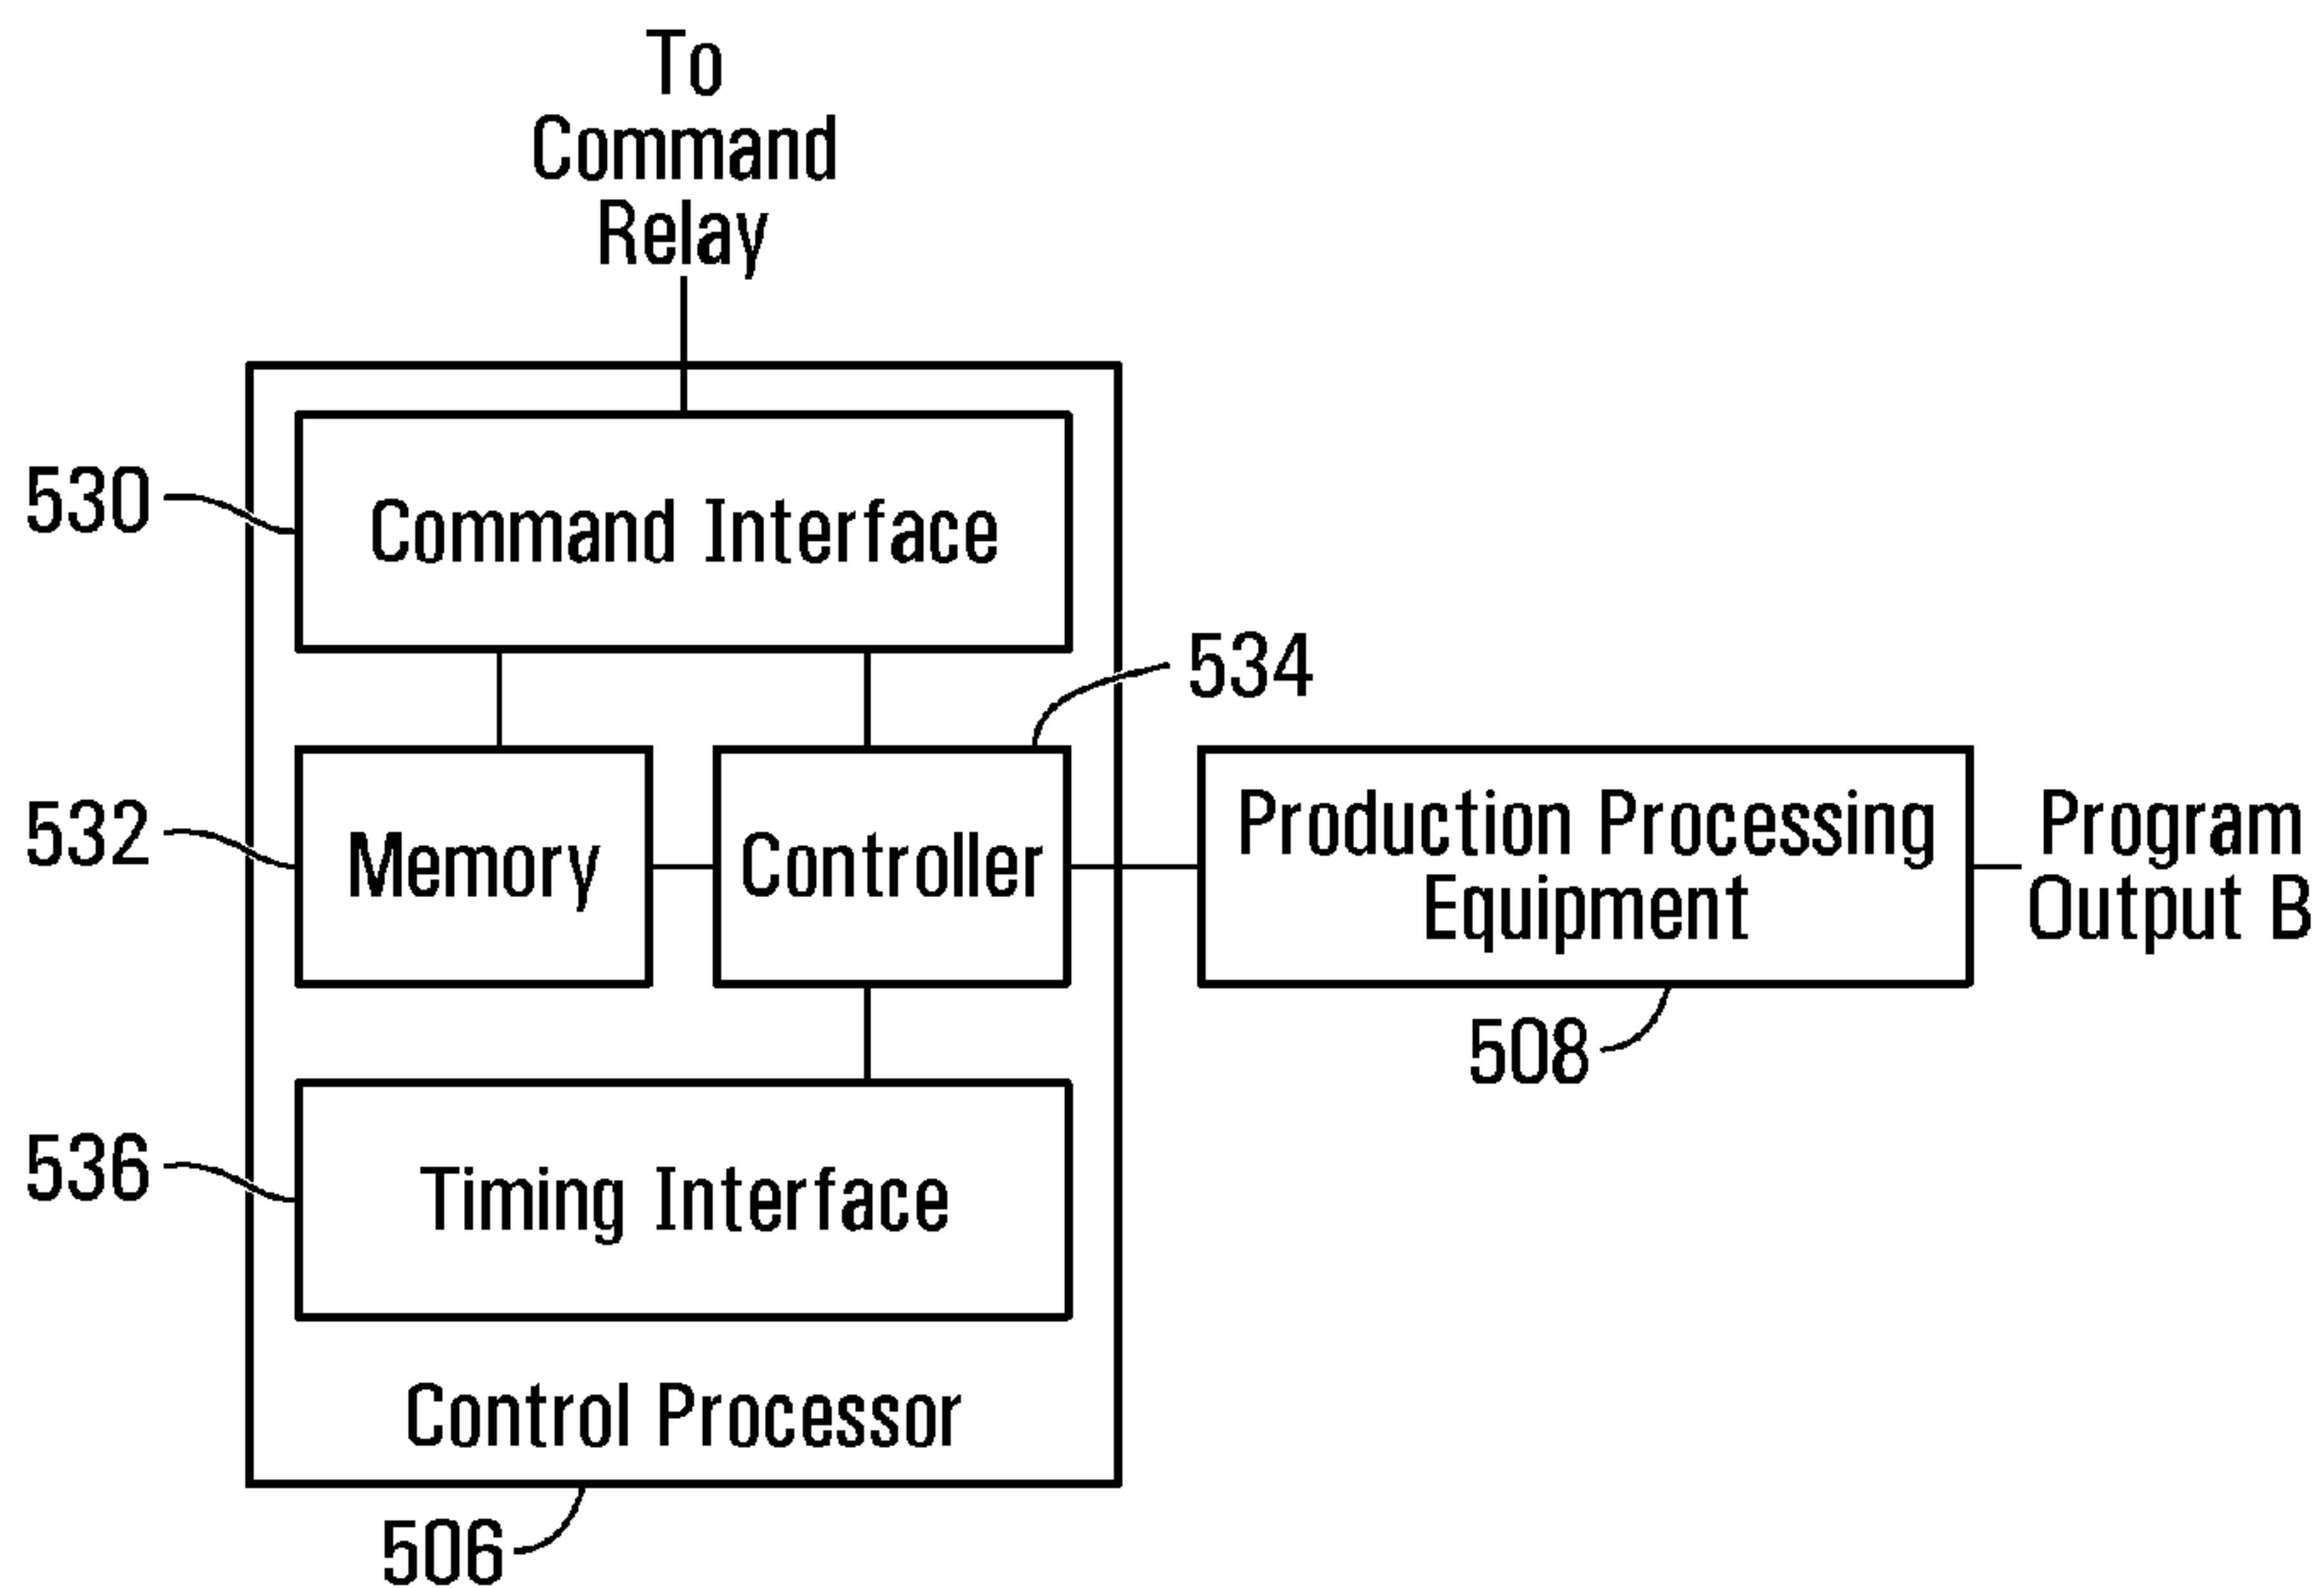 To
Command
Relay
530
Command Interface
534
532
Memory
Controller
Production Processing
Equipment
Program
Output B
508
536
Timing Interface
Control Processor
506